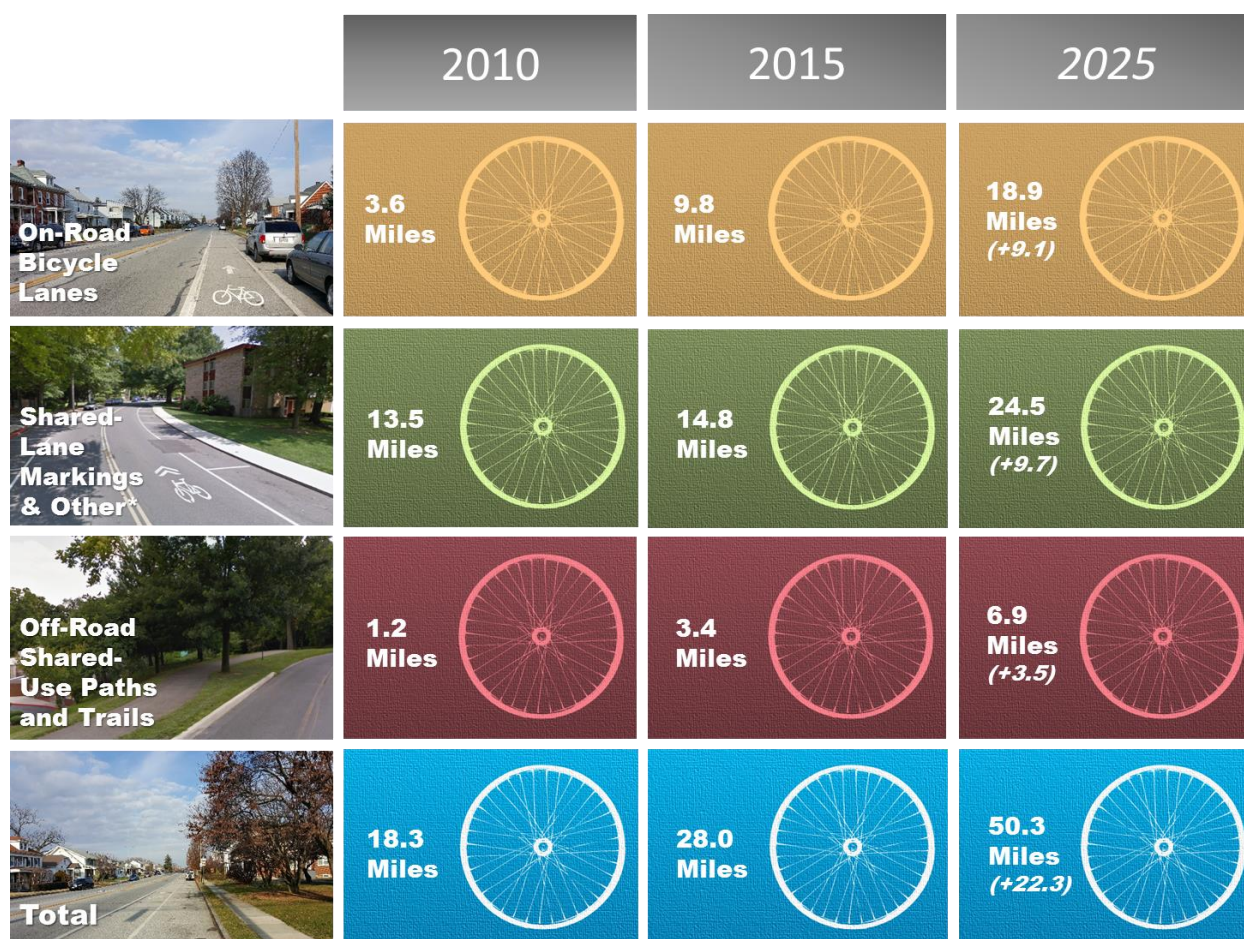 2010
2015
2025
On-Road
Bicycle
Lanes
3.6
Miles
9.8
Miles
18.9
Miles
(+9.1)
Shared-
Lane
Markings
& Other*
13.5
Miles
14.8
Miles
24.5
Miles
(+9.7)
Off-Road
Shared-
Use Paths
and Trails
1.2
Miles
3.4
Miles
6.9
Miles
(+3.5)
Total
18.3
Miles
28.0
Miles
50.3
Miles
(+22.3)